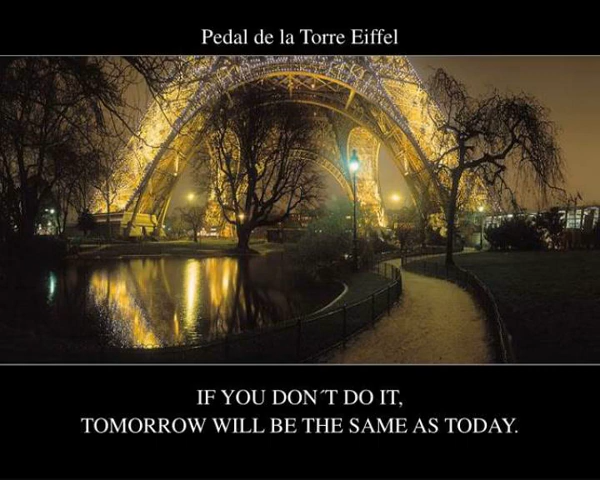 Pedal de la Torre Eiffel
IF YOU DON´T DO IT,
TOMORROW WILL BE THE SAME AS TODAY.